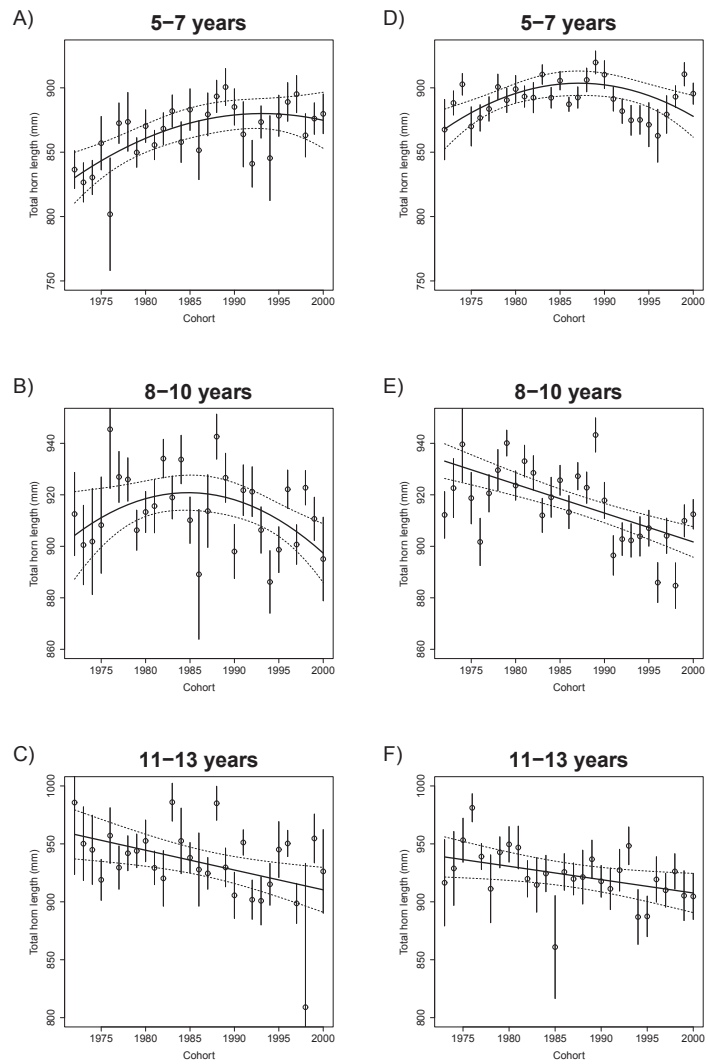 A)
5−7 years
Total horn length (mm)
900
850
800
750
1975 1980 1985 1990 1995 2000
Cohort
D)
5−7 years
Total horn length (mm)
900
850
800
750
1975 1980 1985 1990 1995 2000
Cohort
B)
8−10 years
Total horn length (mm)
940
920
900
880
860
1975 1980 1985 1990 1995 2000
Cohort
E)
8−10 years
Total horn length (mm)
940
920
900
880
860
1975 1980 1985 1990 1995 2000
Cohort
C)
11−13 years
Total horn length (mm)
1000
950
900
850
800
1975 1980 1985 1990 1995 2000
Cohort
F)
11−13 years
Total horn length (mm)
1000
950
900
850
800
1975 1980 1985 1990 1995 2000
Cohort